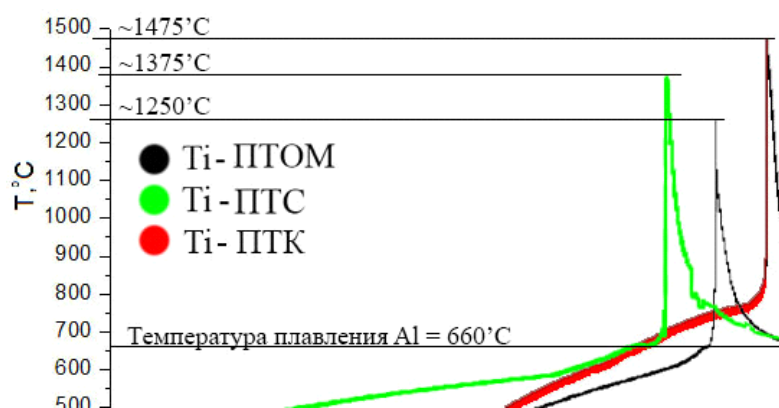 1500
~1475’C
1400
~1375’C
1300
~1250’C
1200
1100
1000
900
800
700
600
500
T,°C
Ti - ПТОМ
Ti - ПТС
Ti - ПТК
Температура плавления Al = 660’C